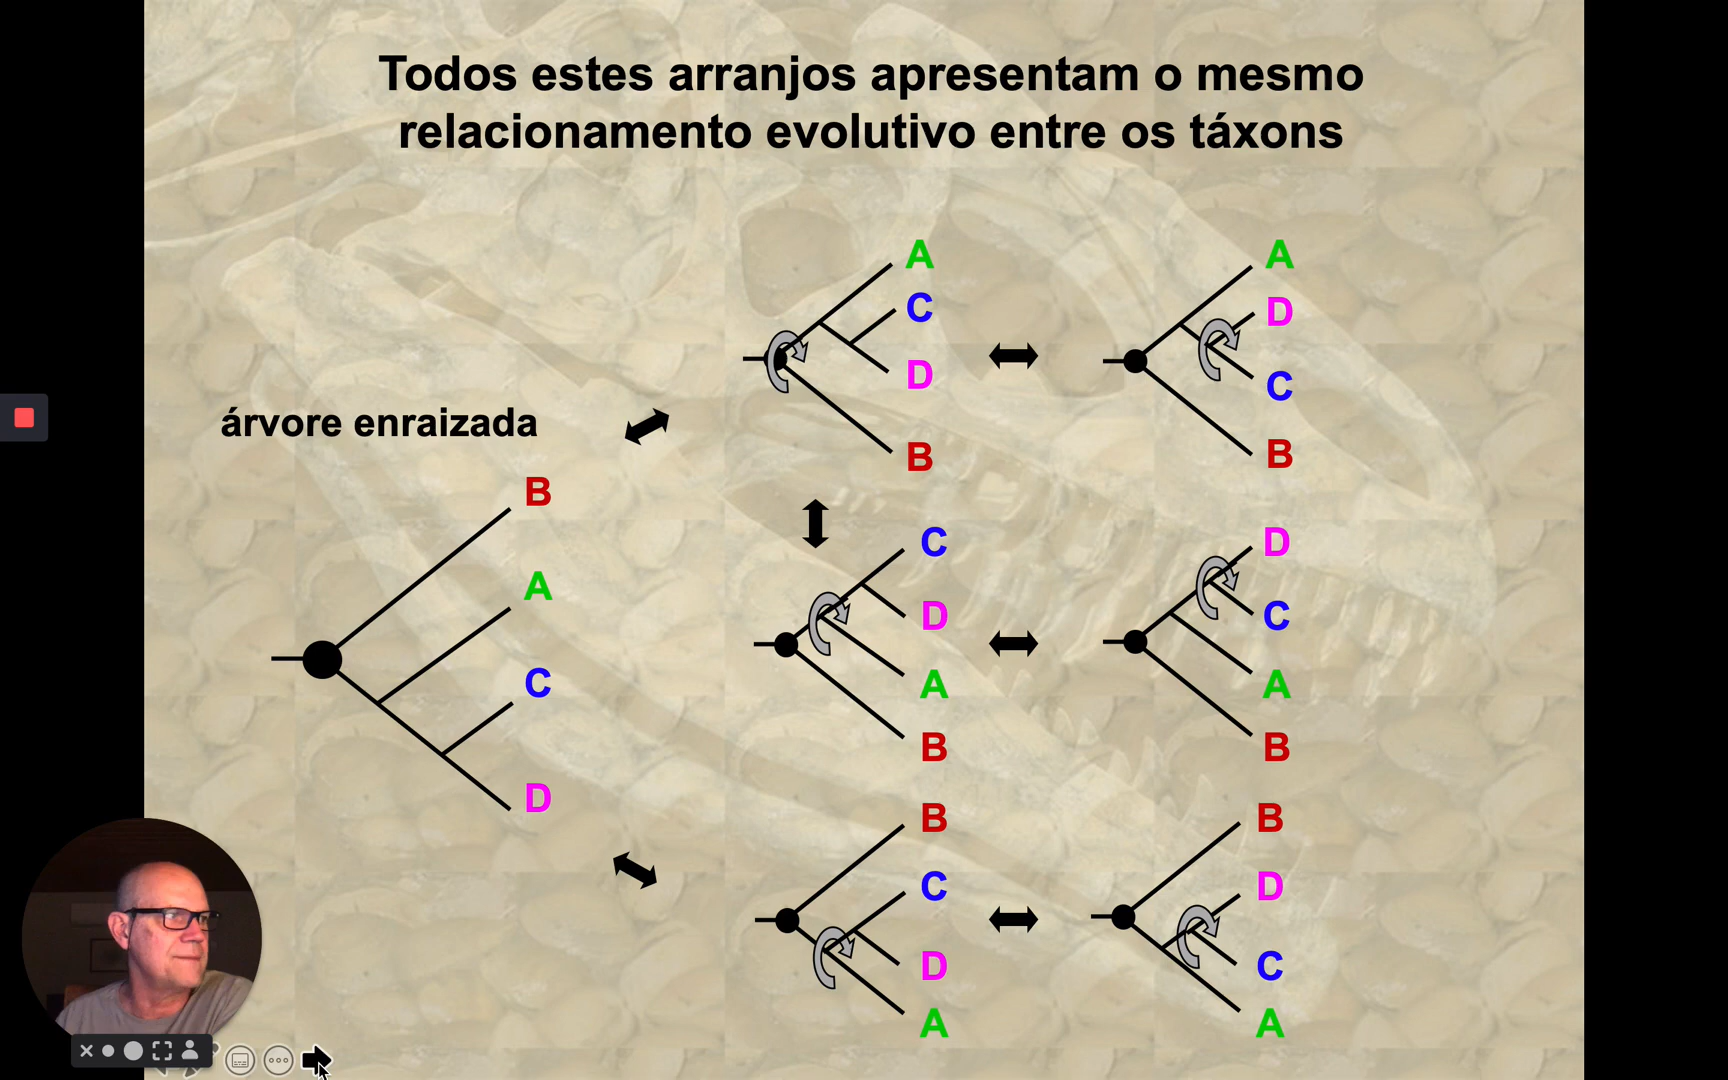 Todos estes arranjos apresentam o mesmo
relacionamento evolutivo entre os táxons
árvore enraizada
B
A
C
D
A
C
D
B
A
D
C
B
C
D
A
B
D
C
A
B
B
C
D
A
B
D
C
A